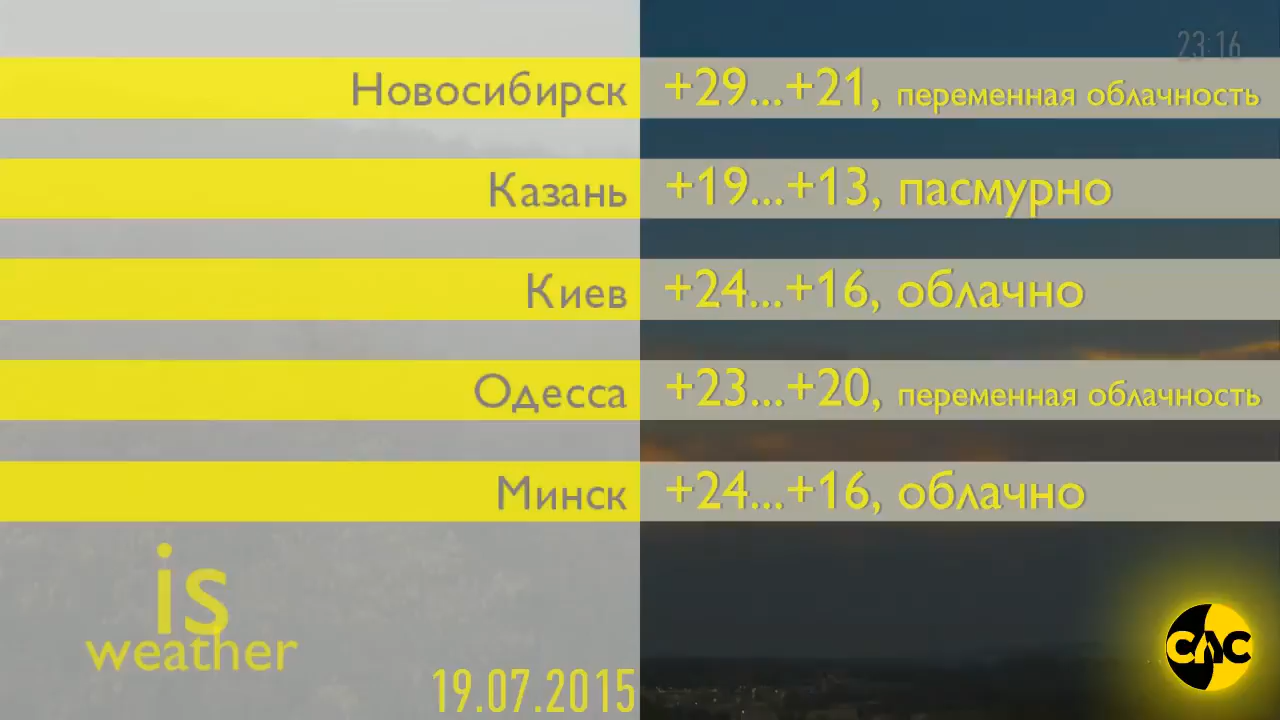 23:16
Новосибирск +29...+21, переменная облачность
Казань +19...+13, пасмурно
Киев +24...+16, облачно
Одесса +23...+20, переменная облачность
Минск +24...+16, облачно
is
weather
19.07.2015
САС